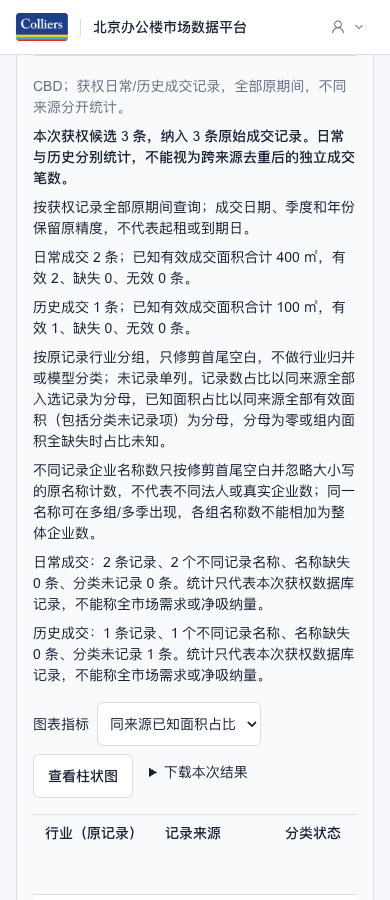 Colliers
北京办公楼市场数据平台
CBD；获权日常/历史成交记录，全部原期间，不同
来源分开统计。
本次获权候选 3 条，纳入 3 条原始成交记录。日常
与历史分别统计，不能视为跨来源去重后的独立成交
笔数。
按获权记录全部原期间查询；成交日期、季度和年份
保留原精度，不代表起租或到期日。
日常成交 2 条；已知有效成交面积合计 400 ㎡，有
效 2、缺失 0、无效 0 条。
历史成交 1 条；已知有效成交面积合计 100 ㎡，有
效 1、缺失 0、无效 0 条。
按原记录行业分组，只修剪首尾空白，不做行业归并
或模型分类；未记录单列。记录数占比以同来源全部
入选记录为分母，已知面积占比以同来源全部有效面
积（包括分类未记录项）为分母，分母为零或组内面
积全缺失时占比未知。
不同记录企业名称数只按修剪首尾空白并忽略大小写
的原名称计数，不代表不同法人或真实企业数；同一
名称可在多组/多季出现，各组名称数不能相加为整
体企业数。
日常成交：2 条记录、2 个不同记录名称、名称缺失
0 条、分类未记录 0 条。统计只代表本次获权数据库
记录，不能称全市场需求或净吸纳量。
历史成交：1 条记录、1 个不同记录名称、名称缺失
0 条、分类未记录 1 条。统计只代表本次获权数据库
记录，不能称全市场需求或净吸纳量。
图表指标 同来源已知面积占比
查看柱状图 ▶ 下载本次结果
行业（原记录） 记录来源 分类状态